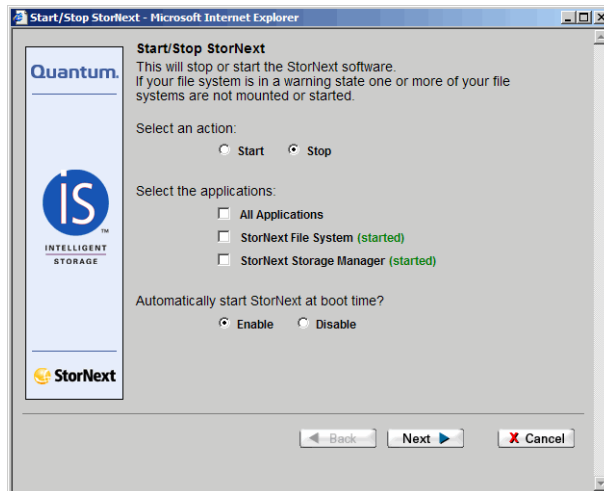 Start/Stop StorNext - Microsoft Internet Explorer
Quantum.
iS
TM
INTELLIGENT
STORAGE
StorNext
Start/Stop StorNext
This will stop or start the StorNext software.
If your file system is in a warning state one or more of your file
systems are not mounted or started.
Select an action:
Start Stop
Select the applications:
All Applications
StorNext File System (started)
StorNext Storage Manager (started)
Automatically start StorNext at boot time?
Enable Disable
Back Next X Cancel